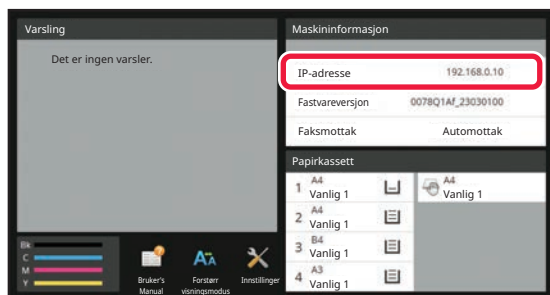 Varsling
Det er ingen varsler.
Maskininformasjon
IP-adresse 192.168.0.10
Fastvareversjon 0078Q1Af_23030100
Faksmottak Automottak
Papirkassett
1 A4
Vanlig 1
A4
Vanlig 1
2 A4
Vanlig 1
3 B4
Vanlig 1
4 A3
Vanlig 1
Bk
C
M
Y
Bruker's
Manual
AA
Forstørr
visningsmodus
Innstillinger